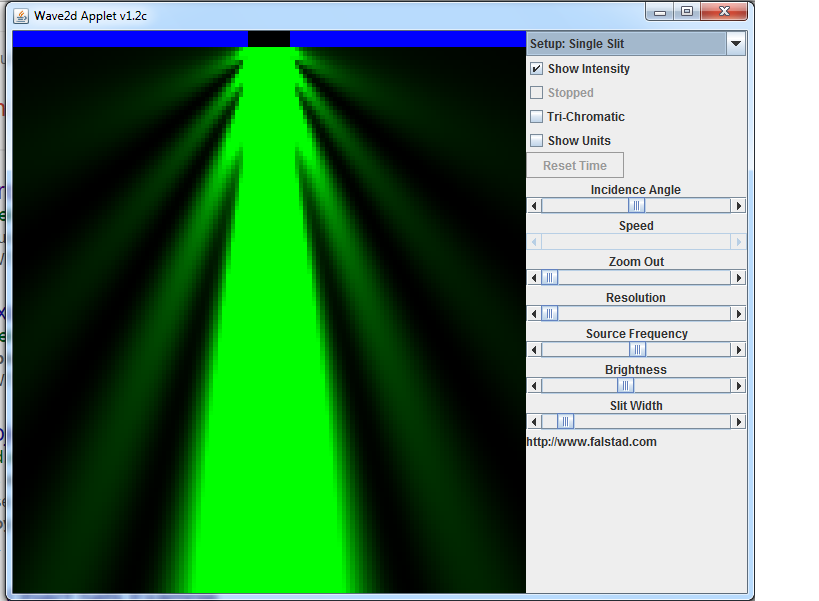 Wave2d Applet v1.2c
Setup: Single Slit
Show Intensity
Stopped
Tri-Chromatic
Show Units
Reset Time
Incidence Angle
Speed
Zoom Out
Resolution
Source Frequency
Brightness
Slit Width
http://www.falstad.com